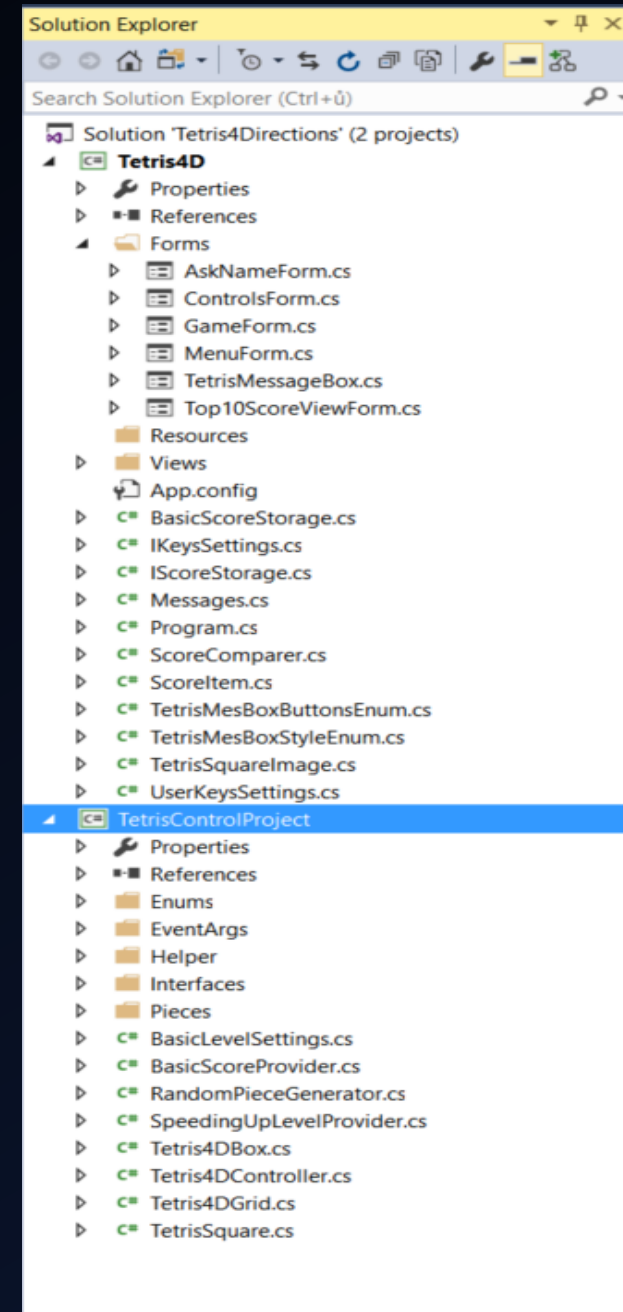 Solution Explorer
Search Solution Explorer (Ctrl+ů)
Solution 'Tetris4Directions' (2 projects)
Tetris4D
Properties
References
Forms
AskNameForm.cs
ControlsForm.cs
GameForm.cs
MenuForm.cs
TetrisMessageBox.cs
Top10ScoreViewForm.cs
Resources
Views
App.config
C# BasicScoreStorage.cs
C# IKeysSettings.cs
C# IScoreStorage.cs
C# Messages.cs
C# Program.cs
C# ScoreComparer.cs
C# ScoreItem.cs
C# TetrisMesBoxButtonsEnum.cs
C# TetrisMesBoxStyleEnum.cs
C# TetrisSquareImage.cs
C# UserKeysSettings.cs
C# TetrisControlProject
Properties
References
Enums
EventArgs
Helper
Interfaces
Pieces
C# BasicLevelSettings.cs
C# BasicScoreProvider.cs
C# RandomPieceGenerator.cs
C# SpeedingUpLevelProvider.cs
C# Tetris4DBox.cs
C# Tetris4DController.cs
C# Tetris4DGrid.cs
C# TetrisSquare.cs